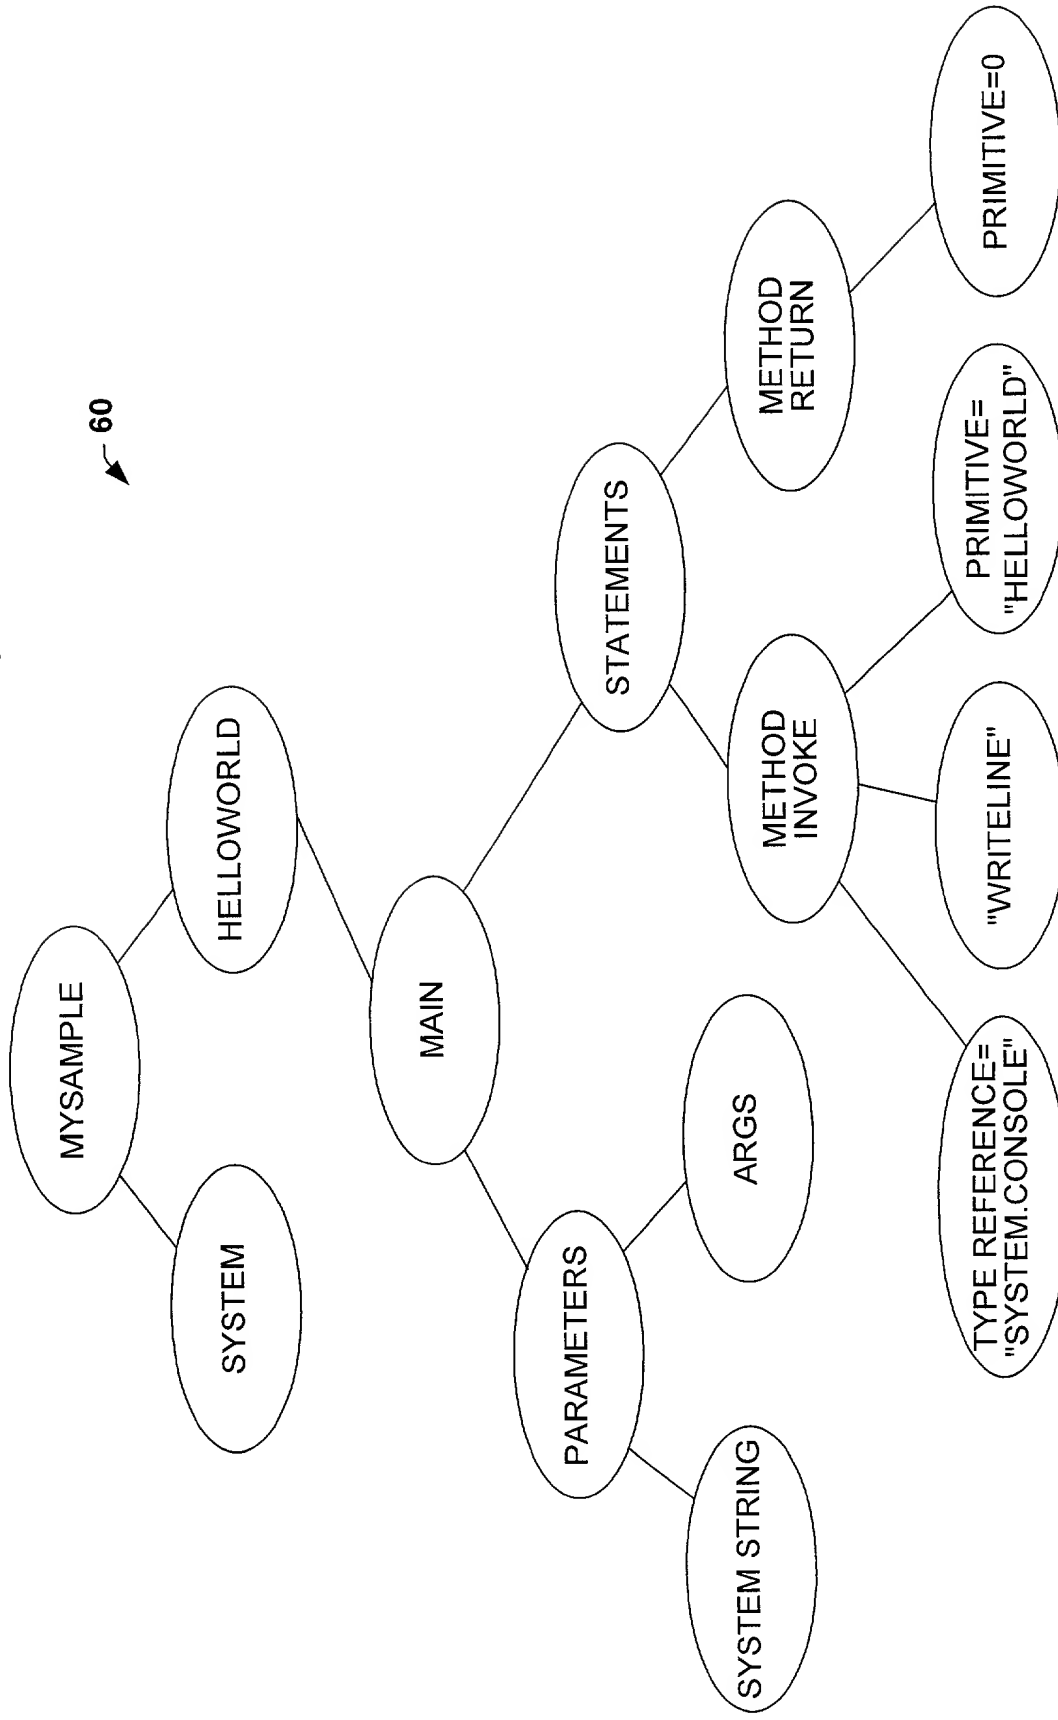 60
MYSAMPLE
SYSTEM
HELLOWORLD
MAIN
PARAMETERS
STATEMENTS
SYSTEM STRING
ARGS
METHOD
INVOKE
METHOD
RETURN
TYPE REFERENCE=
"SYSTEM.CONSOLE"
"WRITELINE"
PRIMITIVE=
"HELLOWORLD"
PRIMITIVE=0